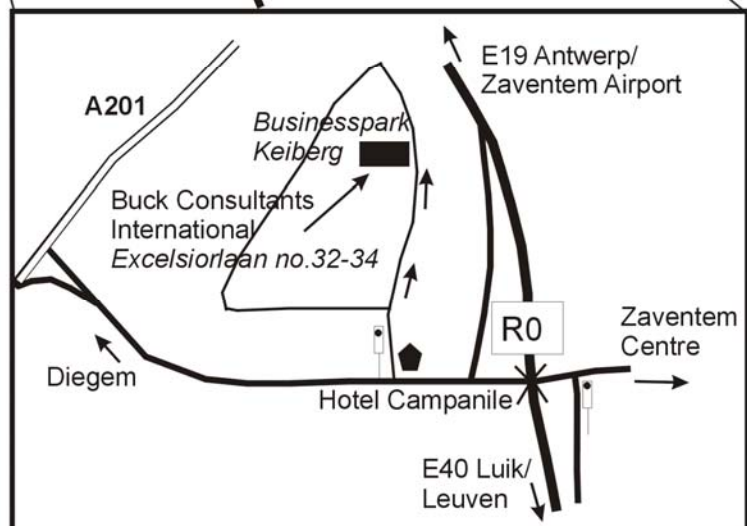 E19 Antwerp/
Zaventem Airport
A201
Businesspark
Keiberg
Buck Consultants
International
Excelsiorlaan no.32-34
R0
Zaventem
Centre
Diegem
Hotel Campanile
E40 Luik/
Leuven